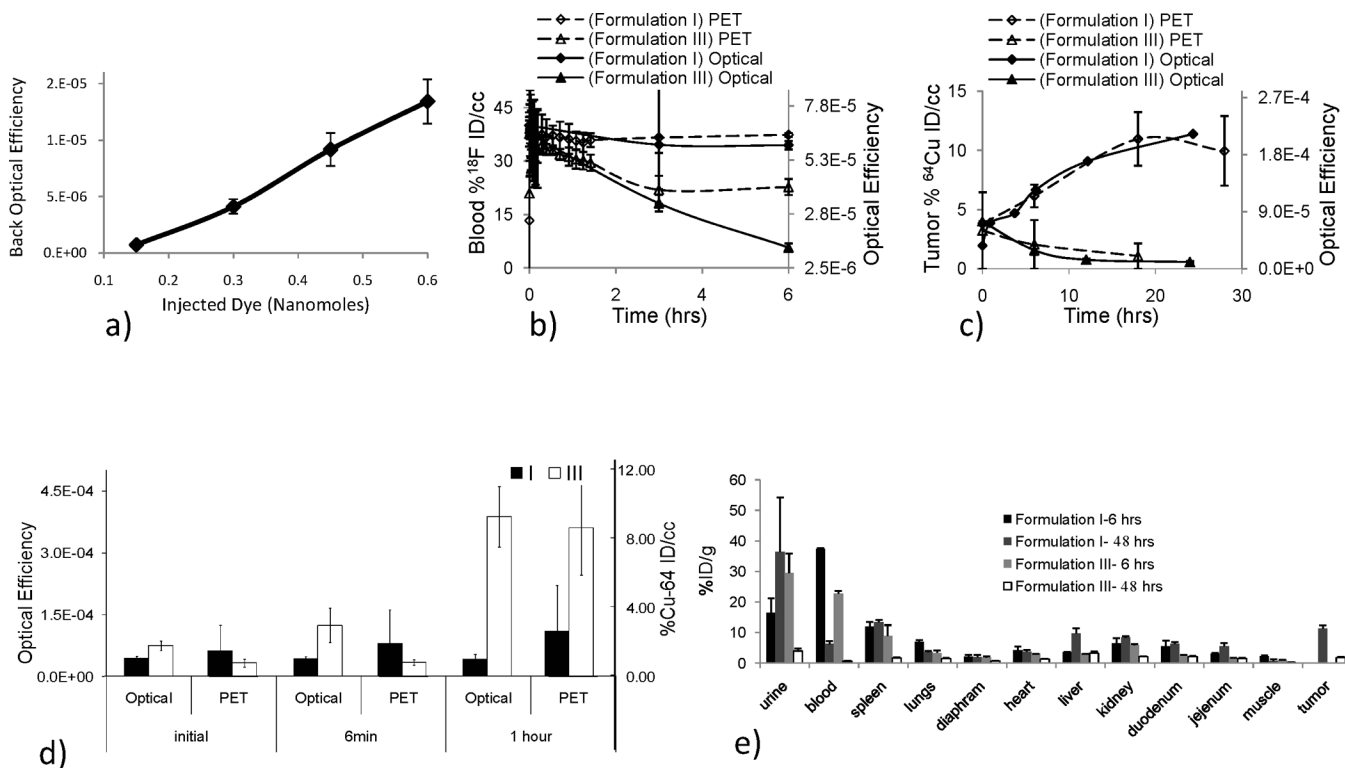 Back Optical Efficiency
2.E-05
1.E-05
5.E-06
0.E+00
0.1
0.2
0.3
0.4
0.5
0.6
Injected Dye (Nanomoles)
a)
(Formulation I) PET
(Formulation III) PET
(Formulation I) Optical
(Formulation III) Optical
Blood %¹⁸F ID/cc
45
30
15
0
7.8E-5
5.3E-5
2.8E-5
2.5E-6
Optical Efficiency
0
2
4
6
Time (hrs)
b)
(Formulation I) PET
(Formulation III) PET
(Formulation I) Optical
(Formulation III) Optical
Tumor % ⁶⁴Cu ID/cc
15
10
5
0
2.7E-4
1.8E-4
9.0E-5
0.0E+0
Optical Efficiency
0
10
20
30
Time (hrs)
c)
I III
Optical Efficiency
4.5E-04
3.0E-04
1.5E-04
0.0E+00
12.00
8.00
4.00
0.00
%Cu-64 ID/cc
Optical PET Optical PET Optical PET
initial 6min 1 hour
d)
%ID/g
60
50
40
30
20
10
0
Formulation I-6 hrs
Formulation I- 48 hrs
Formulation III- 6 hrs
Formulation III- 48 hrs
urine
blood
spleen
lungs
diaphram
heart
liver
kidney
duodenum
jejenum
muscle
tumor
e)